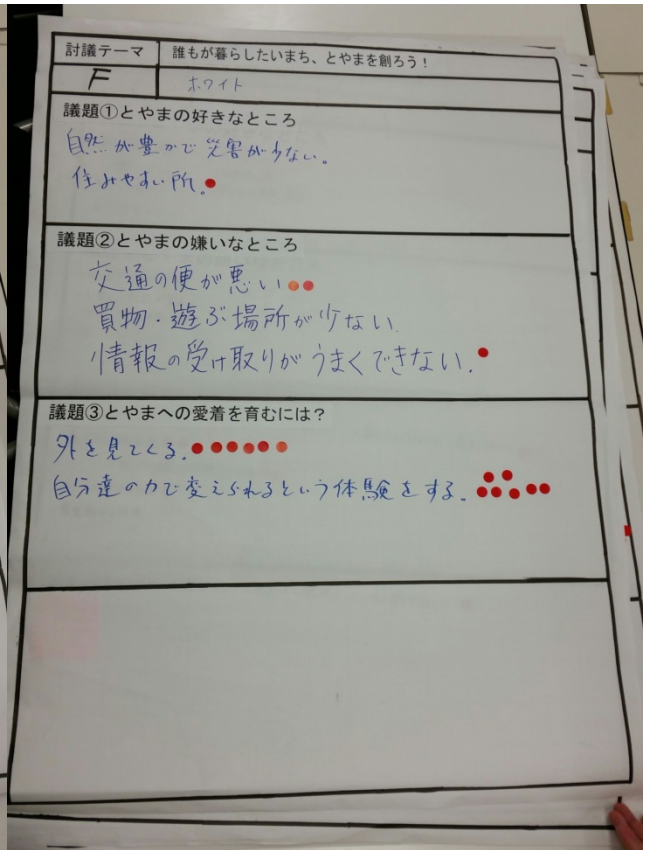 討議テーマ 誰もが暮らしたいまち、とやまを創ろう！
F ホワイト
議題①とやまの好きなところ
自然が豊かで災害が少ない。
住みやすい所。
議題②とやまの嫌いなところ
交通の便が悪い
買物・遊ぶ場所が少ない.
情報の受け取りがうまくできない.
議題③とやまへの愛着を育むには？
外を見てくる.
自分達の力で変えられるという体験をする.